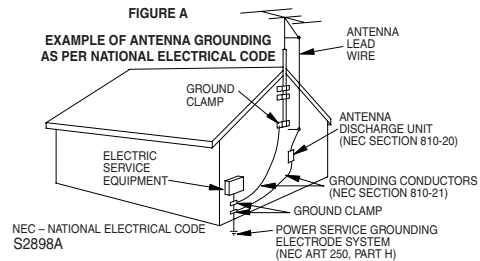 FIGURE A
EXAMPLE OF ANTENNA GROUNDING
AS PER NATIONAL ELECTRICAL CODE
ANTENNA
LEAD
WIRE
GROUND
CLAMP
ANTENNA
DISCHARGE UNIT
(NEC SECTION 810-20)
ELECTRIC
SERVICE
EQUIPMENT
GROUNDING CONDUCTORS
(NEC SECTION 810-21)
GROUND CLAMP
POWER SERVICE GROUNDING
ELECTRODE SYSTEM
(NEC ART 250, PART H)
NEC – NATIONAL ELECTRICAL CODE
S2898A